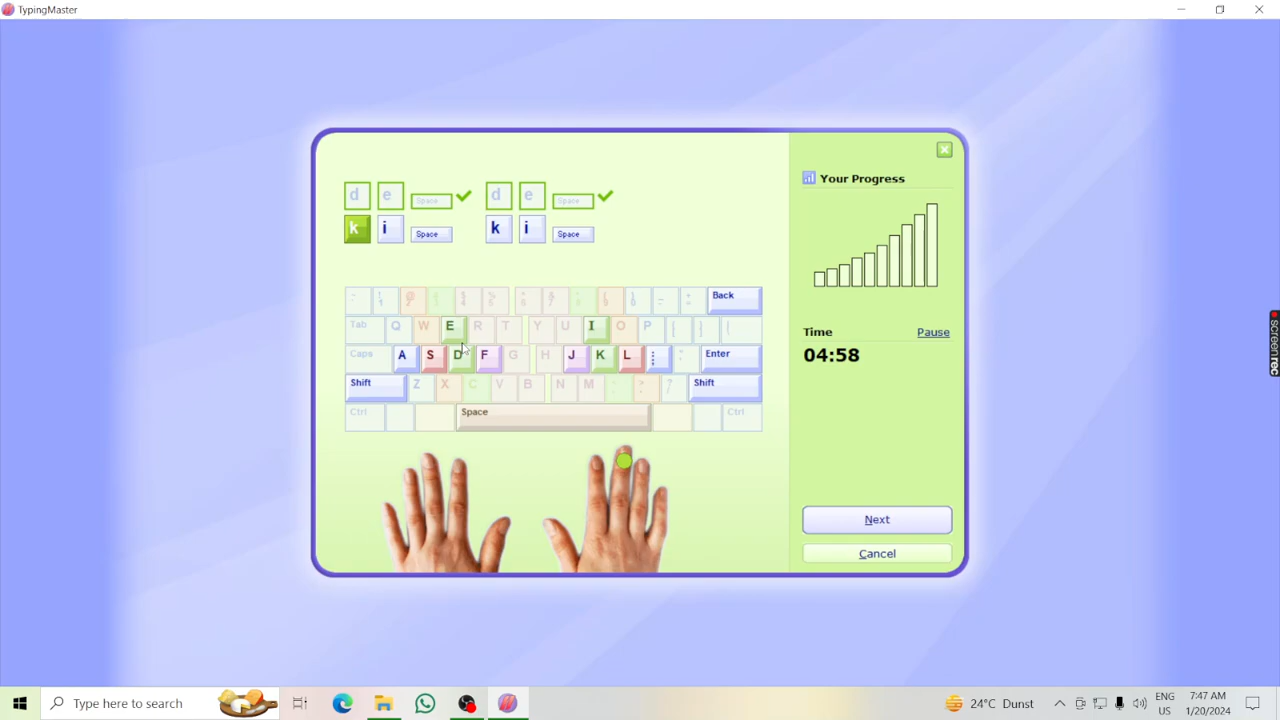 TypingMaster
d e Space d e Space
k i Space k i Space
Your Progress
Time Pause
04:58
Back
Tab Q W E R T Y U I O P [ ]
Caps A S D F G H J K L ; Enter
Shift Z X C V B N M Shift
Ctrl Space Ctrl
Next
Cancel
screenrec
Type here to search
24°C Dunst
ENG
US
7:47 AM
1/20/2024